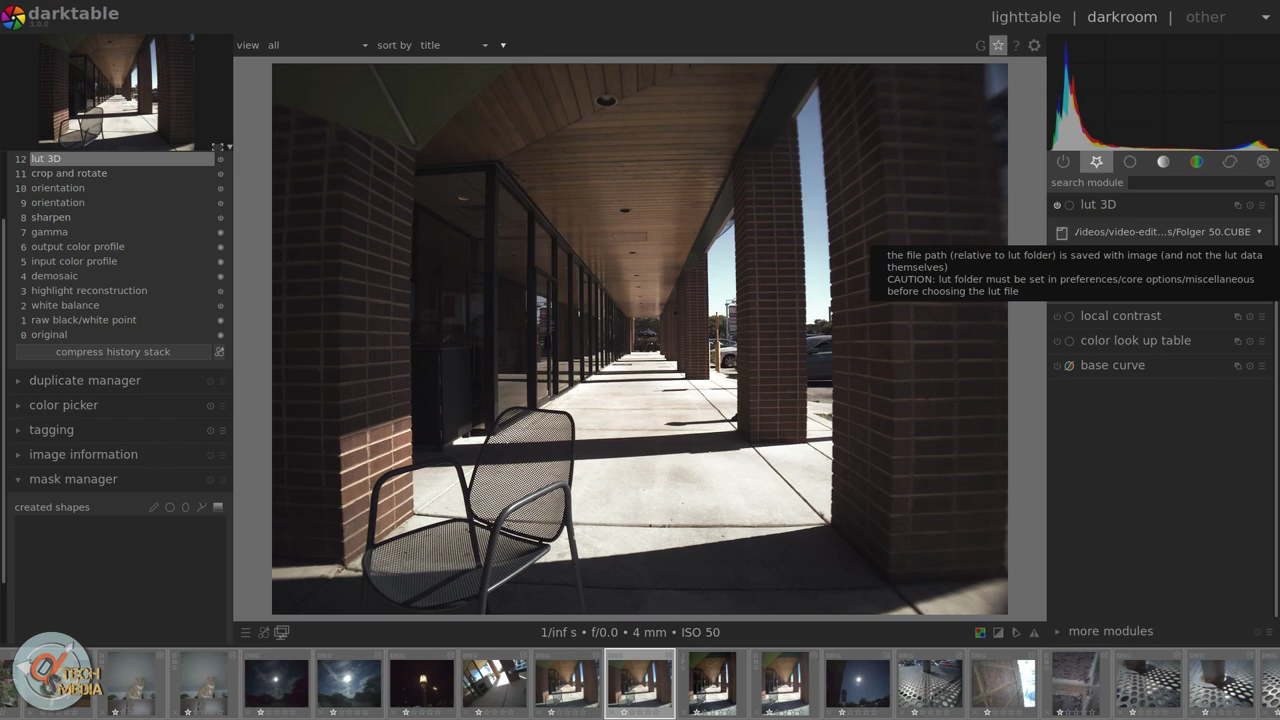 darktable
3.0.0
lighttable | darkroom | other
view all sort by title
G ?
12 lut 3D
11 crop and rotate
10 orientation
9 orientation
8 sharpen
7 gamma
6 output color profile
5 input color profile
4 demosaic
3 highlight reconstruction
2 white balance
1 raw black/white point
0 original
compress history stack
duplicate manager
color picker
tagging
image information
mask manager
created shapes
search module
lut 3D
/ideos/video-edit...s/Folger 50.CUBE
the file path (relative to lut folder) is saved with image (and not the lut data
themselves)
CAUTION: lut folder must be set in preferences/core options/miscellaneous
before choosing the lut file
local contrast
color look up table
base curve
1/inf s • f/0.0 • 4 mm • ISO 50
more modules
TECH
MEDIA